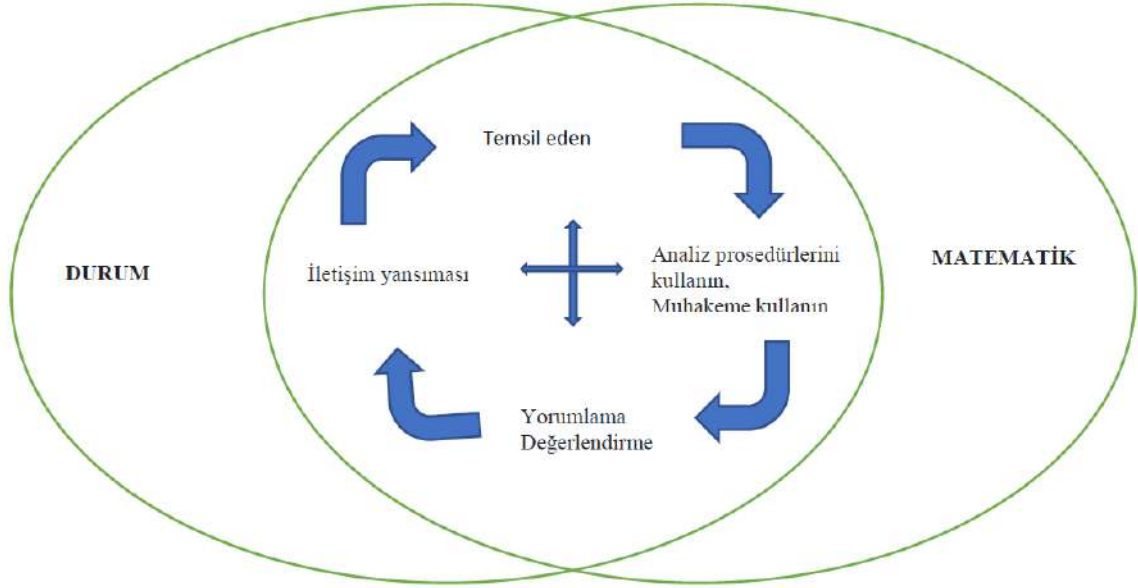 Temsil eden
DURUM
İletişim yansıması
Analiz prosedürlerini
kullanın,
Muhakeme kullanın
MATEMATİK
Yorumlama
Değerlendirme